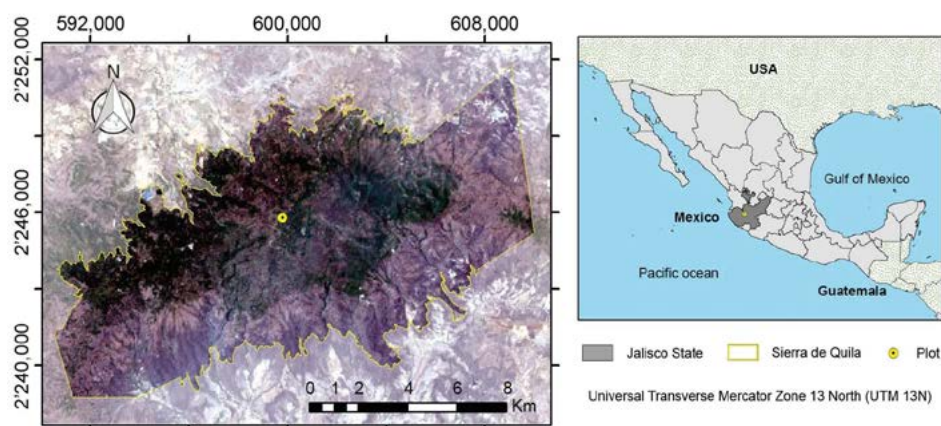 592,000 600,000 608,000
2°252,000
2°246,000
2°240,000
N
0 1 2 4 6 8
Km
USA
Gulf of Mexico
Mexico
Pacific ocean
Guatemala
Jalisco State Sierra de Quila Plot
Universal Transverse Mercator Zone 13 North (UTM 13N)